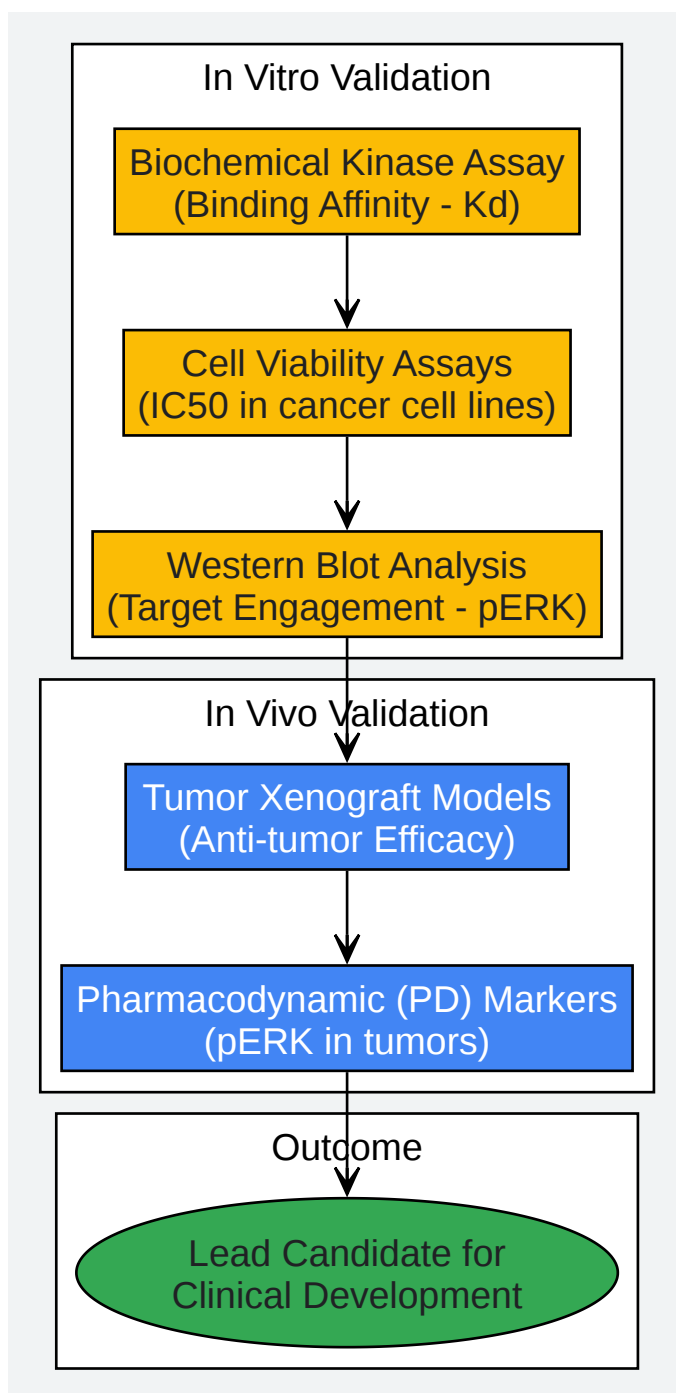 In Vitro Validation
Biochemical Kinase Assay
(Binding Affinity - Kd)
Cell Viability Assays
(IC50 in cancer cell lines)
Western Blot Analysis
(Target Engagement - pERK)
In Vivo Validation
Tumor Xenograft Models
(Anti-tumor Efficacy)
Pharmacodynamic (PD) Markers
(pERK in tumors)
Outcome
Lead Candidate for
Clinical Development